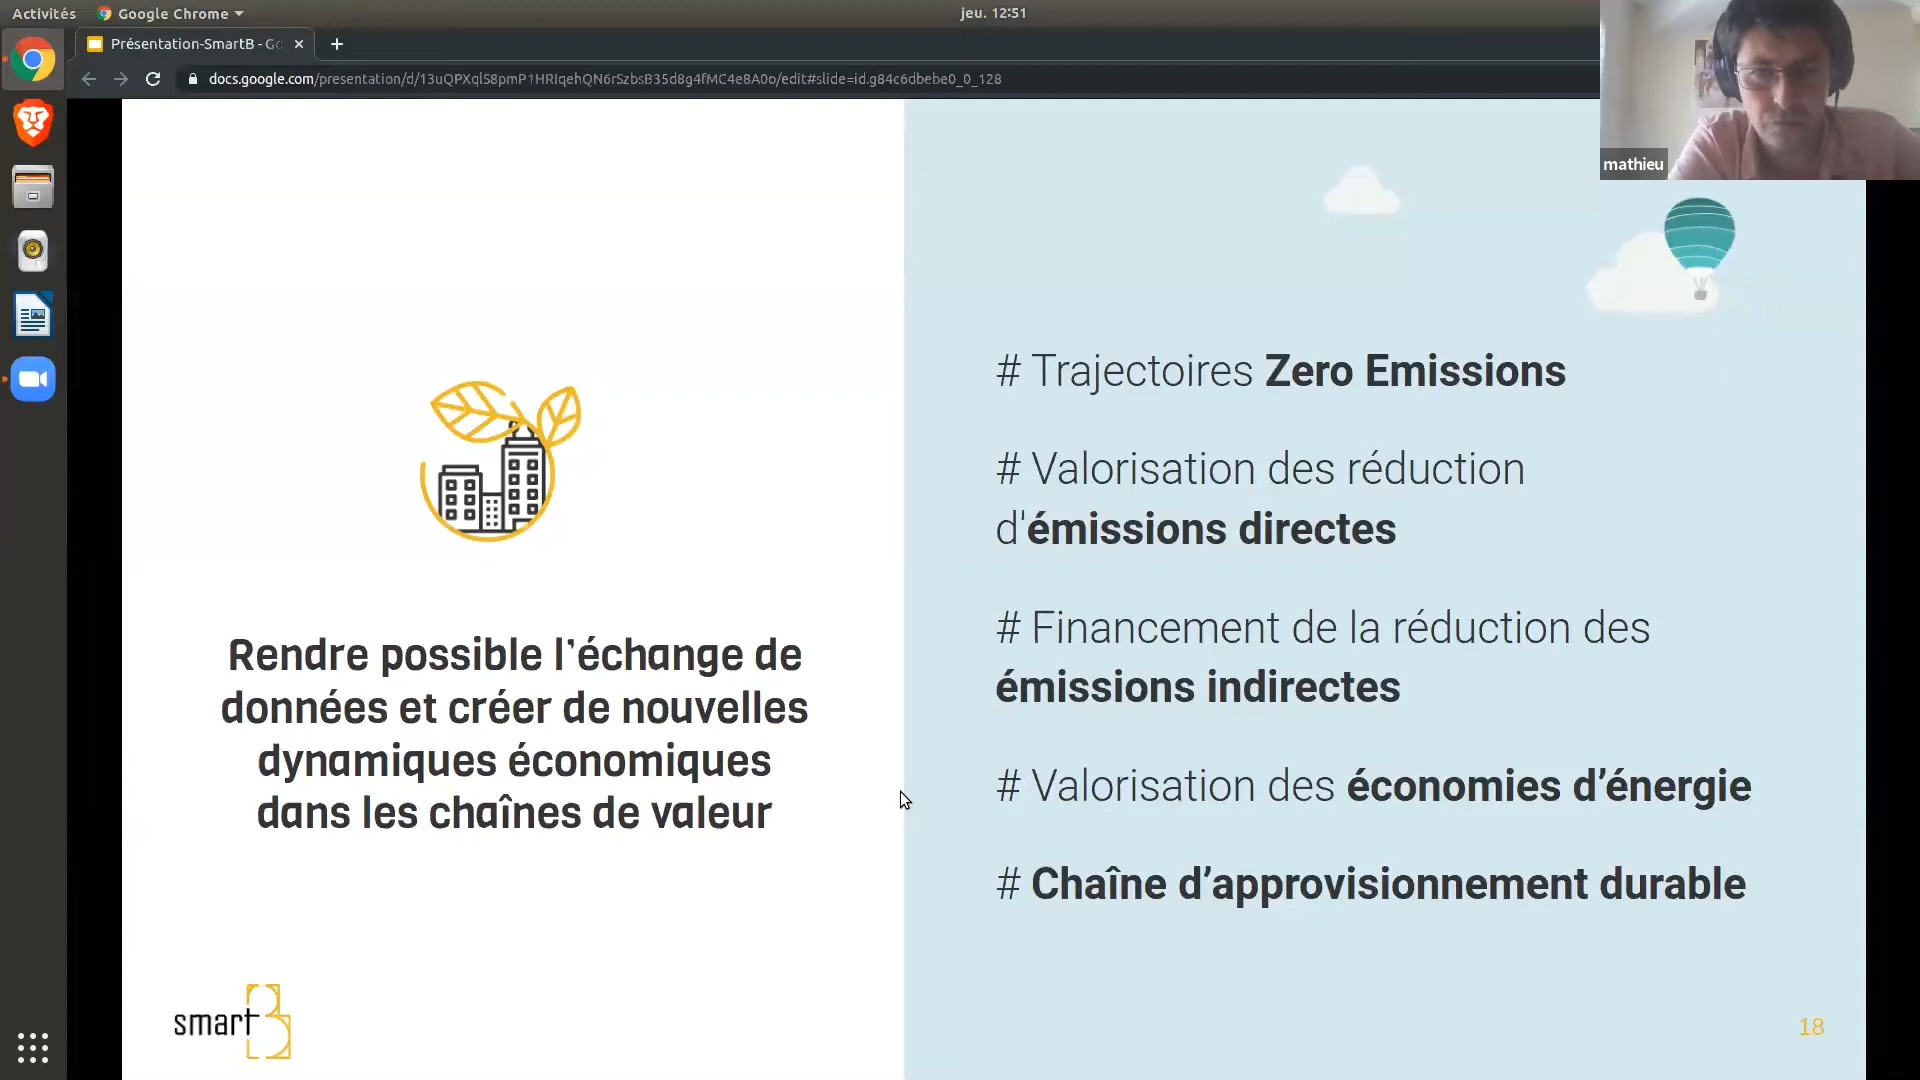 Activités
Google Chrome
jeu. 12:51
Présentation-SmartB - Go
docs.google.com/presentation/d/13uQPXqlS8pmP1HRIqehQN6rSzbsB35d8g4fMC4e8A0o/edit#slide=id.g84c6dbebe0_0_128
mathieu
Rendre possible l'échange de
données et créer de nouvelles
dynamiques économiques
dans les chaînes de valeur
# Trajectoires Zero Emissions
# Valorisation des réduction
d'émissions directes
# Financement de la réduction des
émissions indirectes
# Valorisation des économies d’énergie
# Chaîne d’approvisionnement durable
smartB
18